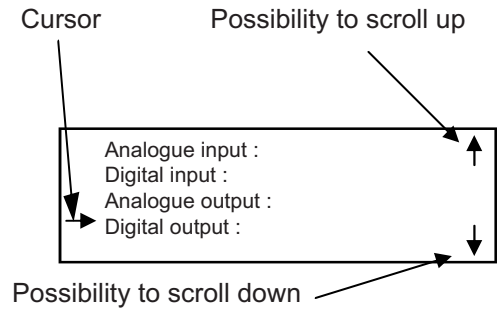 Cursor
Possibility to scroll up
Analogue input :
Digital input :
Analogue output :
Digital output :
Possibility to scroll down